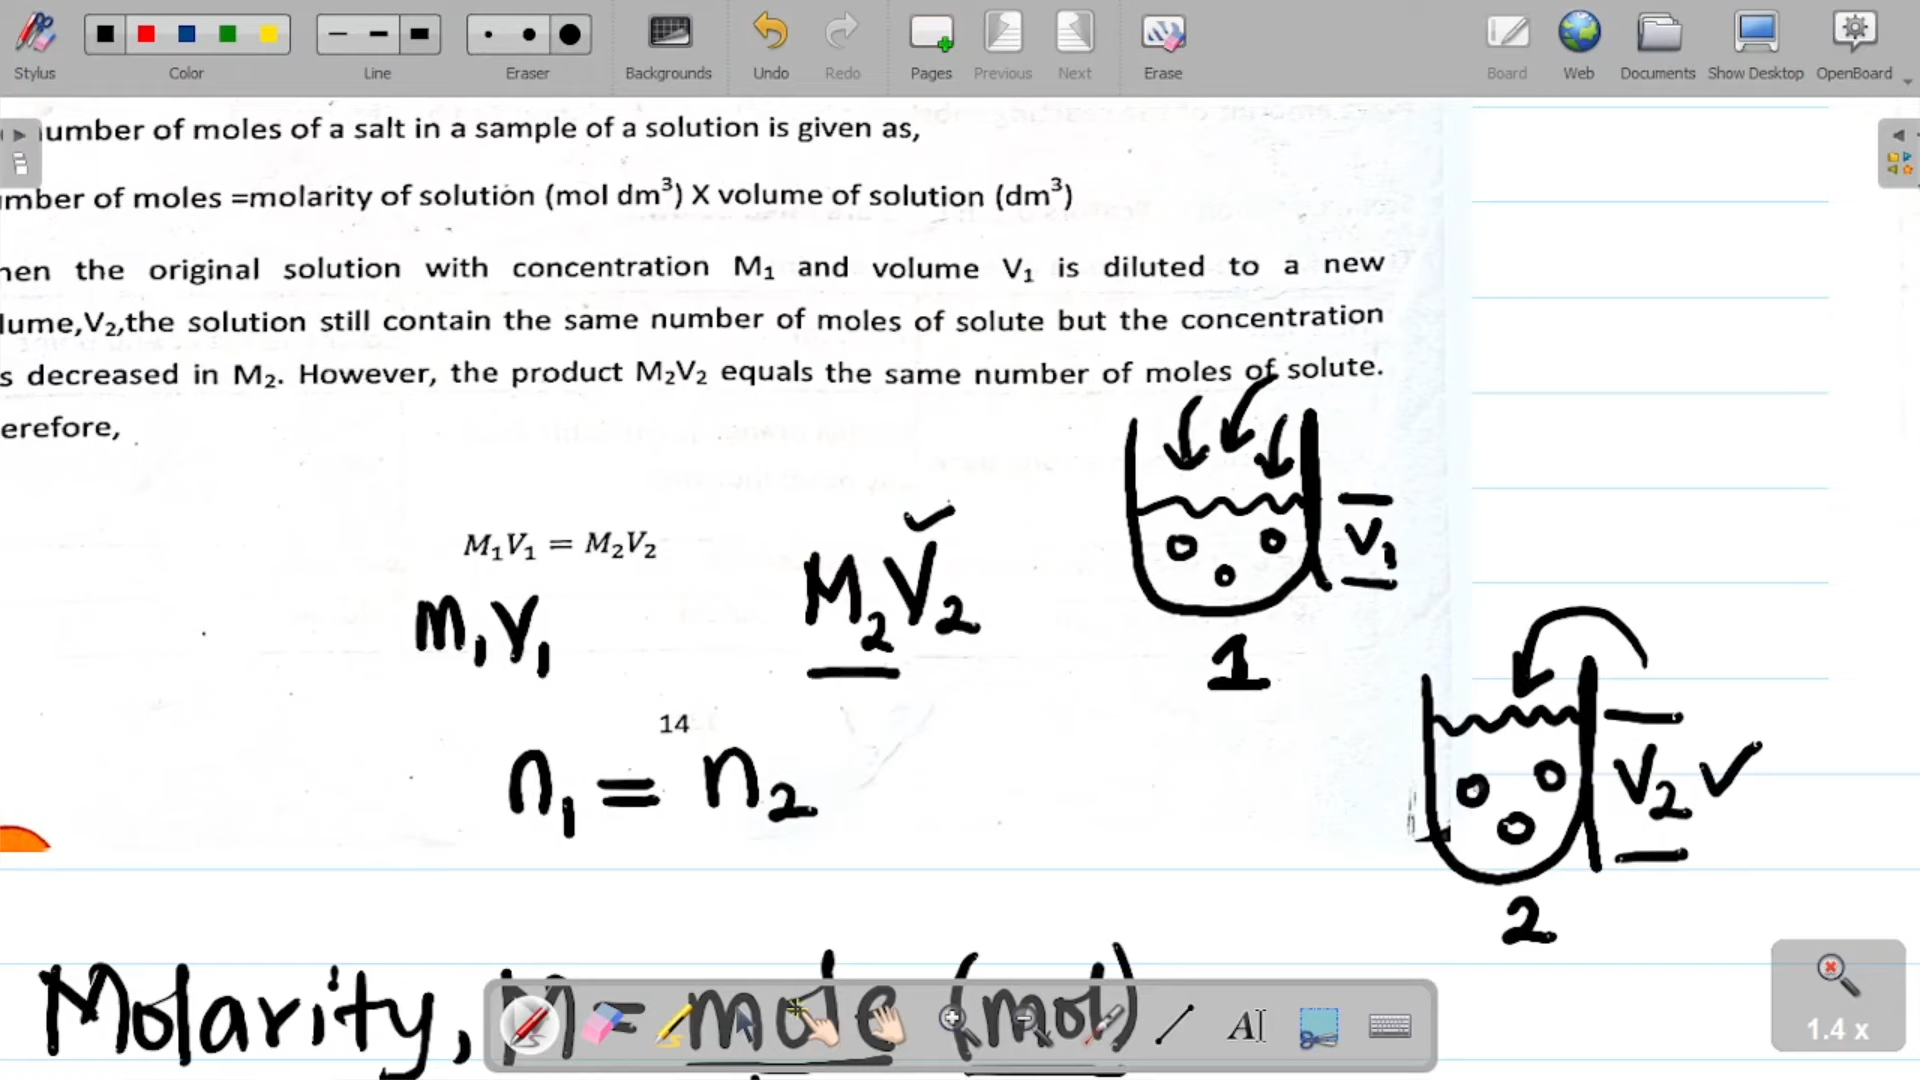 Stylus Color Line Eraser Backgrounds Undo Redo Pages Previous Next Erase Board Web Documents Show Desktop OpenBoard
umber of moles of a salt in a sample of a solution is given as,
mber of moles =molarity of solution (mol dm³) X volume of solution (dm³)
hen the original solution with concentration M₁ and volume V₁ is diluted to a new
lume,V₂,the solution still contain the same number of moles of solute but the concentration
s decreased in M₂. However, the product M₂V₂ equals the same number of moles of solute.
erefore,
M₁V₁ = M₂V₂
M₁V₁ M₂V₂ ✓
V₁
1
14
n₁ = n₂
V₂ ✓
2
Molarity, M = mole (mol)
AI
1.4 x